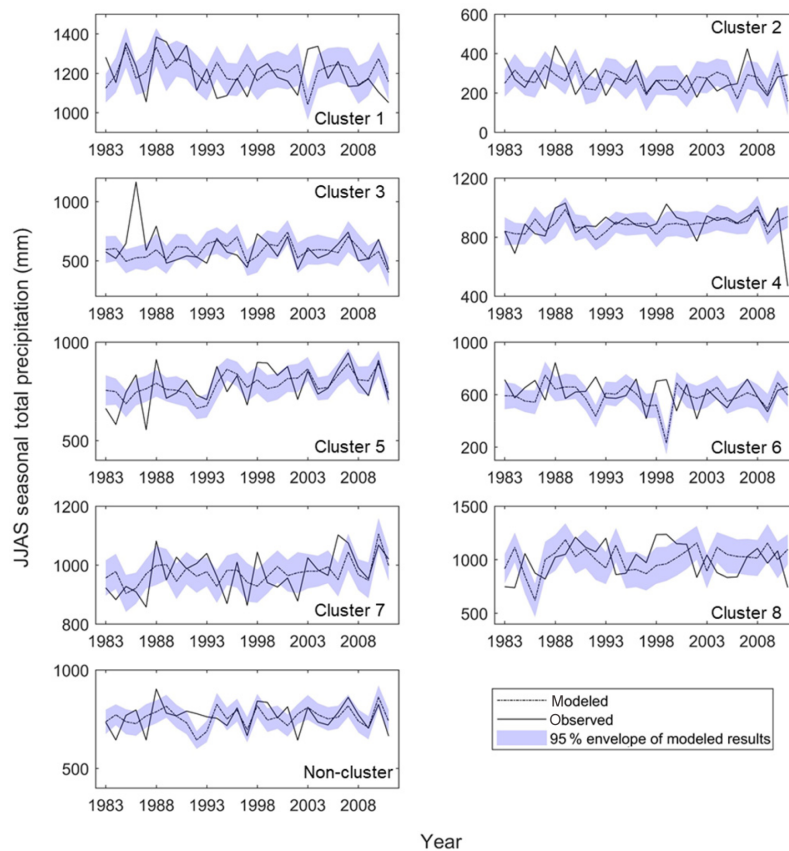 1400
1200
1000
Cluster 1
1983 1988 1993 1998 2003 2008
600
400
200
0
Cluster 2
1983 1988 1993 1998 2003 2008
1000
500
Cluster 3
1983 1988 1993 1998 2003 2008
1200
800
400
Cluster 4
1983 1988 1993 1998 2003 2008
1000
500
Cluster 5
1983 1988 1993 1998 2003 2008
1000
600
200
Cluster 6
1983 1988 1993 1998 2003 2008
1200
1000
800
Cluster 7
1983 1988 1993 1998 2003 2008
1500
1000
500
Cluster 8
1983 1988 1993 1998 2003 2008
1000
500
Non-cluster
1983 1988 1993 1998 2003 2008
Modeled
Observed
95 % envelope of modeled results
JJAS seasonal total precipitation (mm)
Year